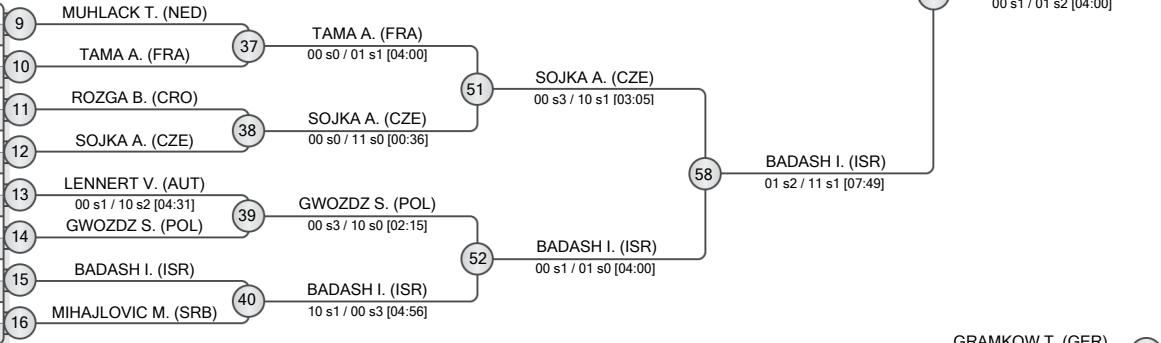 00 s1 / 01 s2 [04:00]
9
MUHLACK T. (NED)
37
TAMA A. (FRA)
00 s0 / 01 s1 [04:00]
10
TAMA A. (FRA)
51
SOJKA A. (CZE)
00 s3 / 10 s1 [03:05]
11
ROZGA B. (CRO)
38
SOJKA A. (CZE)
00 s0 / 11 s0 [00:36]
12
SOJKA A. (CZE)
58
BADASH I. (ISR)
01 s2 / 11 s1 [07:49]
13
LENNERT V. (AUT)
00 s1 / 10 s2 [04:31]
39
GWOZDZ S. (POL)
00 s3 / 10 s0 [02:15]
14
GWOZDZ S. (POL)
52
BADASH I. (ISR)
00 s1 / 01 s0 [04:00]
15
BADASH I. (ISR)
40
BADASH I. (ISR)
10 s1 / 00 s3 [04:56]
16
MIHAJLOVIC M. (SRB)
GRAMKOW T. (GER)